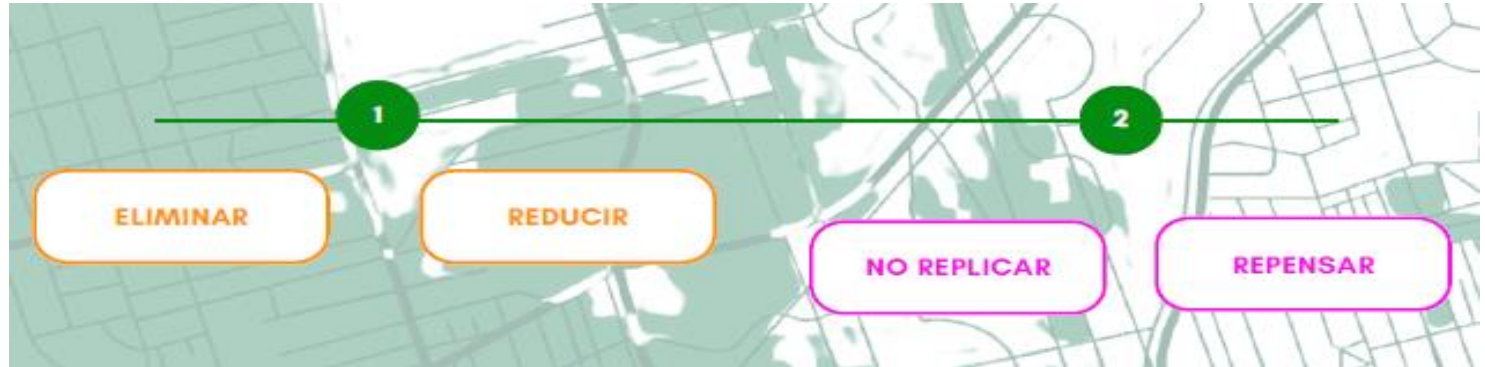 1
2
ELIMINAR
REDUCIR
NO REPLICAR
REPENSAR